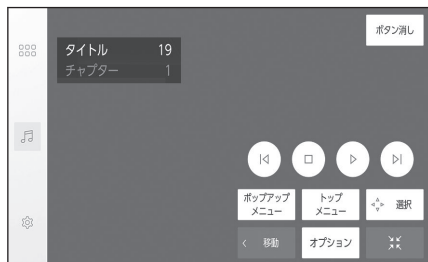 ボタン消し
タイトル 19
チャプター 1
ポップアップ
メニュー
トップ
メニュー
選択
移動
オプション